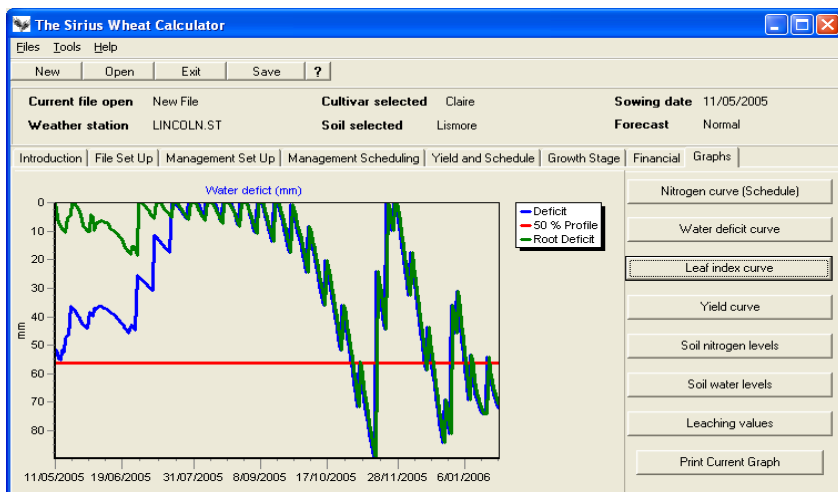 The Sirius Wheat Calculator
Files Tools Help
New Open Exit Save ?
Current file open New File Cultivar selected Claire Sowing date 11/05/2005
Weather station LINCOLN.ST Soil selected Lismore Forecast Normal
Introduction File Set Up Management Set Up Management Scheduling Yield and Schedule Growth Stage Financial Graphs
Water defict (mm)
mm
0
10
20
30
40
50
60
70
80
11/05/2005 19/06/2005 31/07/2005 8/09/2005 17/10/2005 28/11/2005 6/01/2006
Deficit
50 % Profile
Root Deficit
Nitrogen curve (Schedule)
Water deficit curve
Leaf index curve
Yield curve
Soil nitrogen levels
Soil water levels
Leaching values
Print Current Graph